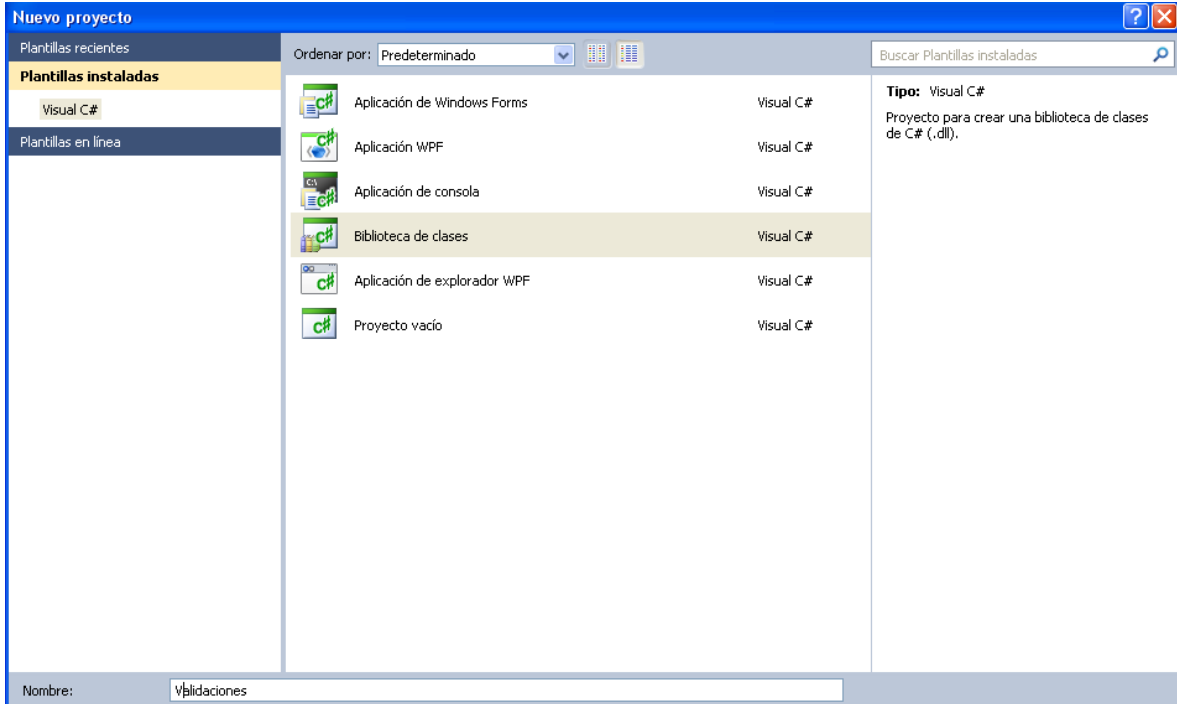 Nuevo proyecto
Plantillas recientes
Plantillas instaladas
Visual C#
Plantillas en línea
Ordenar por: Predeterminado
Aplicación de Windows Forms Visual C#
Aplicación WPF Visual C#
Aplicación de consola Visual C#
Biblioteca de clases Visual C#
Aplicación de explorador WPF Visual C#
Proyecto vacío Visual C#
Buscar Plantillas instaladas
Tipo: Visual C#
Proyecto para crear una biblioteca de clases
de C# (.dll).
Nombre: Validaciones